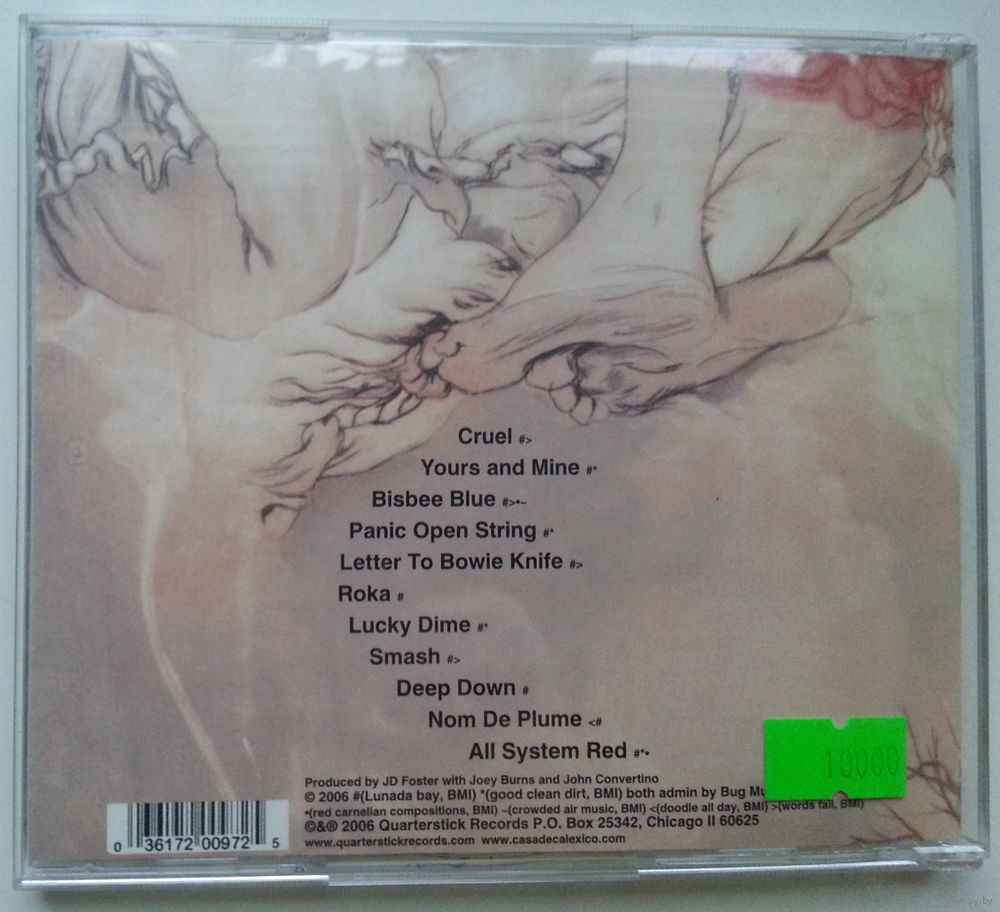 Cruel #>
Yours and Mine #*
Bisbee Blue #>•~
Panic Open String #*
Letter To Bowie Knife #>
Roka #
Lucky Dime #*
Smash #>
Deep Down #
Nom De Plume <#
All System Red #*•
10000
Produced by JD Foster with Joey Burns and John Convertino
© 2006 #(Lunada bay, BMI) *(good clean dirt, BMI) both admin by Bug
•(red carnelian compositions, BMI) ~(crowded air music, BMI) <(doodle all day, BMI) >(words fail, BMI)
©&® 2006 Quarterstick Records P.O. Box 25342, Chicago Il 60625
www.quarterstickrecords.com www.casadecalexico.com
0 36172 00972 5
www.ay.by